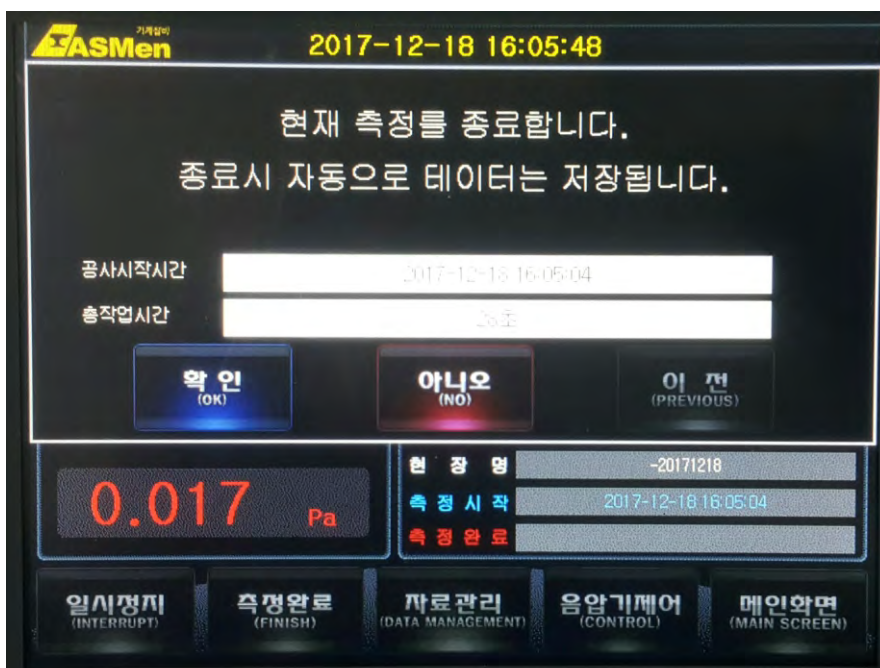 기계설비
EASMen
2017-12-18 16:05:48
현재 측정를 종료합니다.
종료시 자동으로 테이터는 저장됩니다.
공사시작시간 2017-12-18 16:05:04
총작업시간
확 인 아니오 이 전
(OK) (NO) (PREVIOUS)
현 장 명 -20171218
0.017 Pa 측 정 시 작 2017-12-18 16:05:04
측 정 완 료
일시정지 측정완료 자료관리 음압기제어 메인화면
(INTERRUPT) (FINISH) (DATA MANAGEMENT) (CONTROL) (MAIN SCREEN)